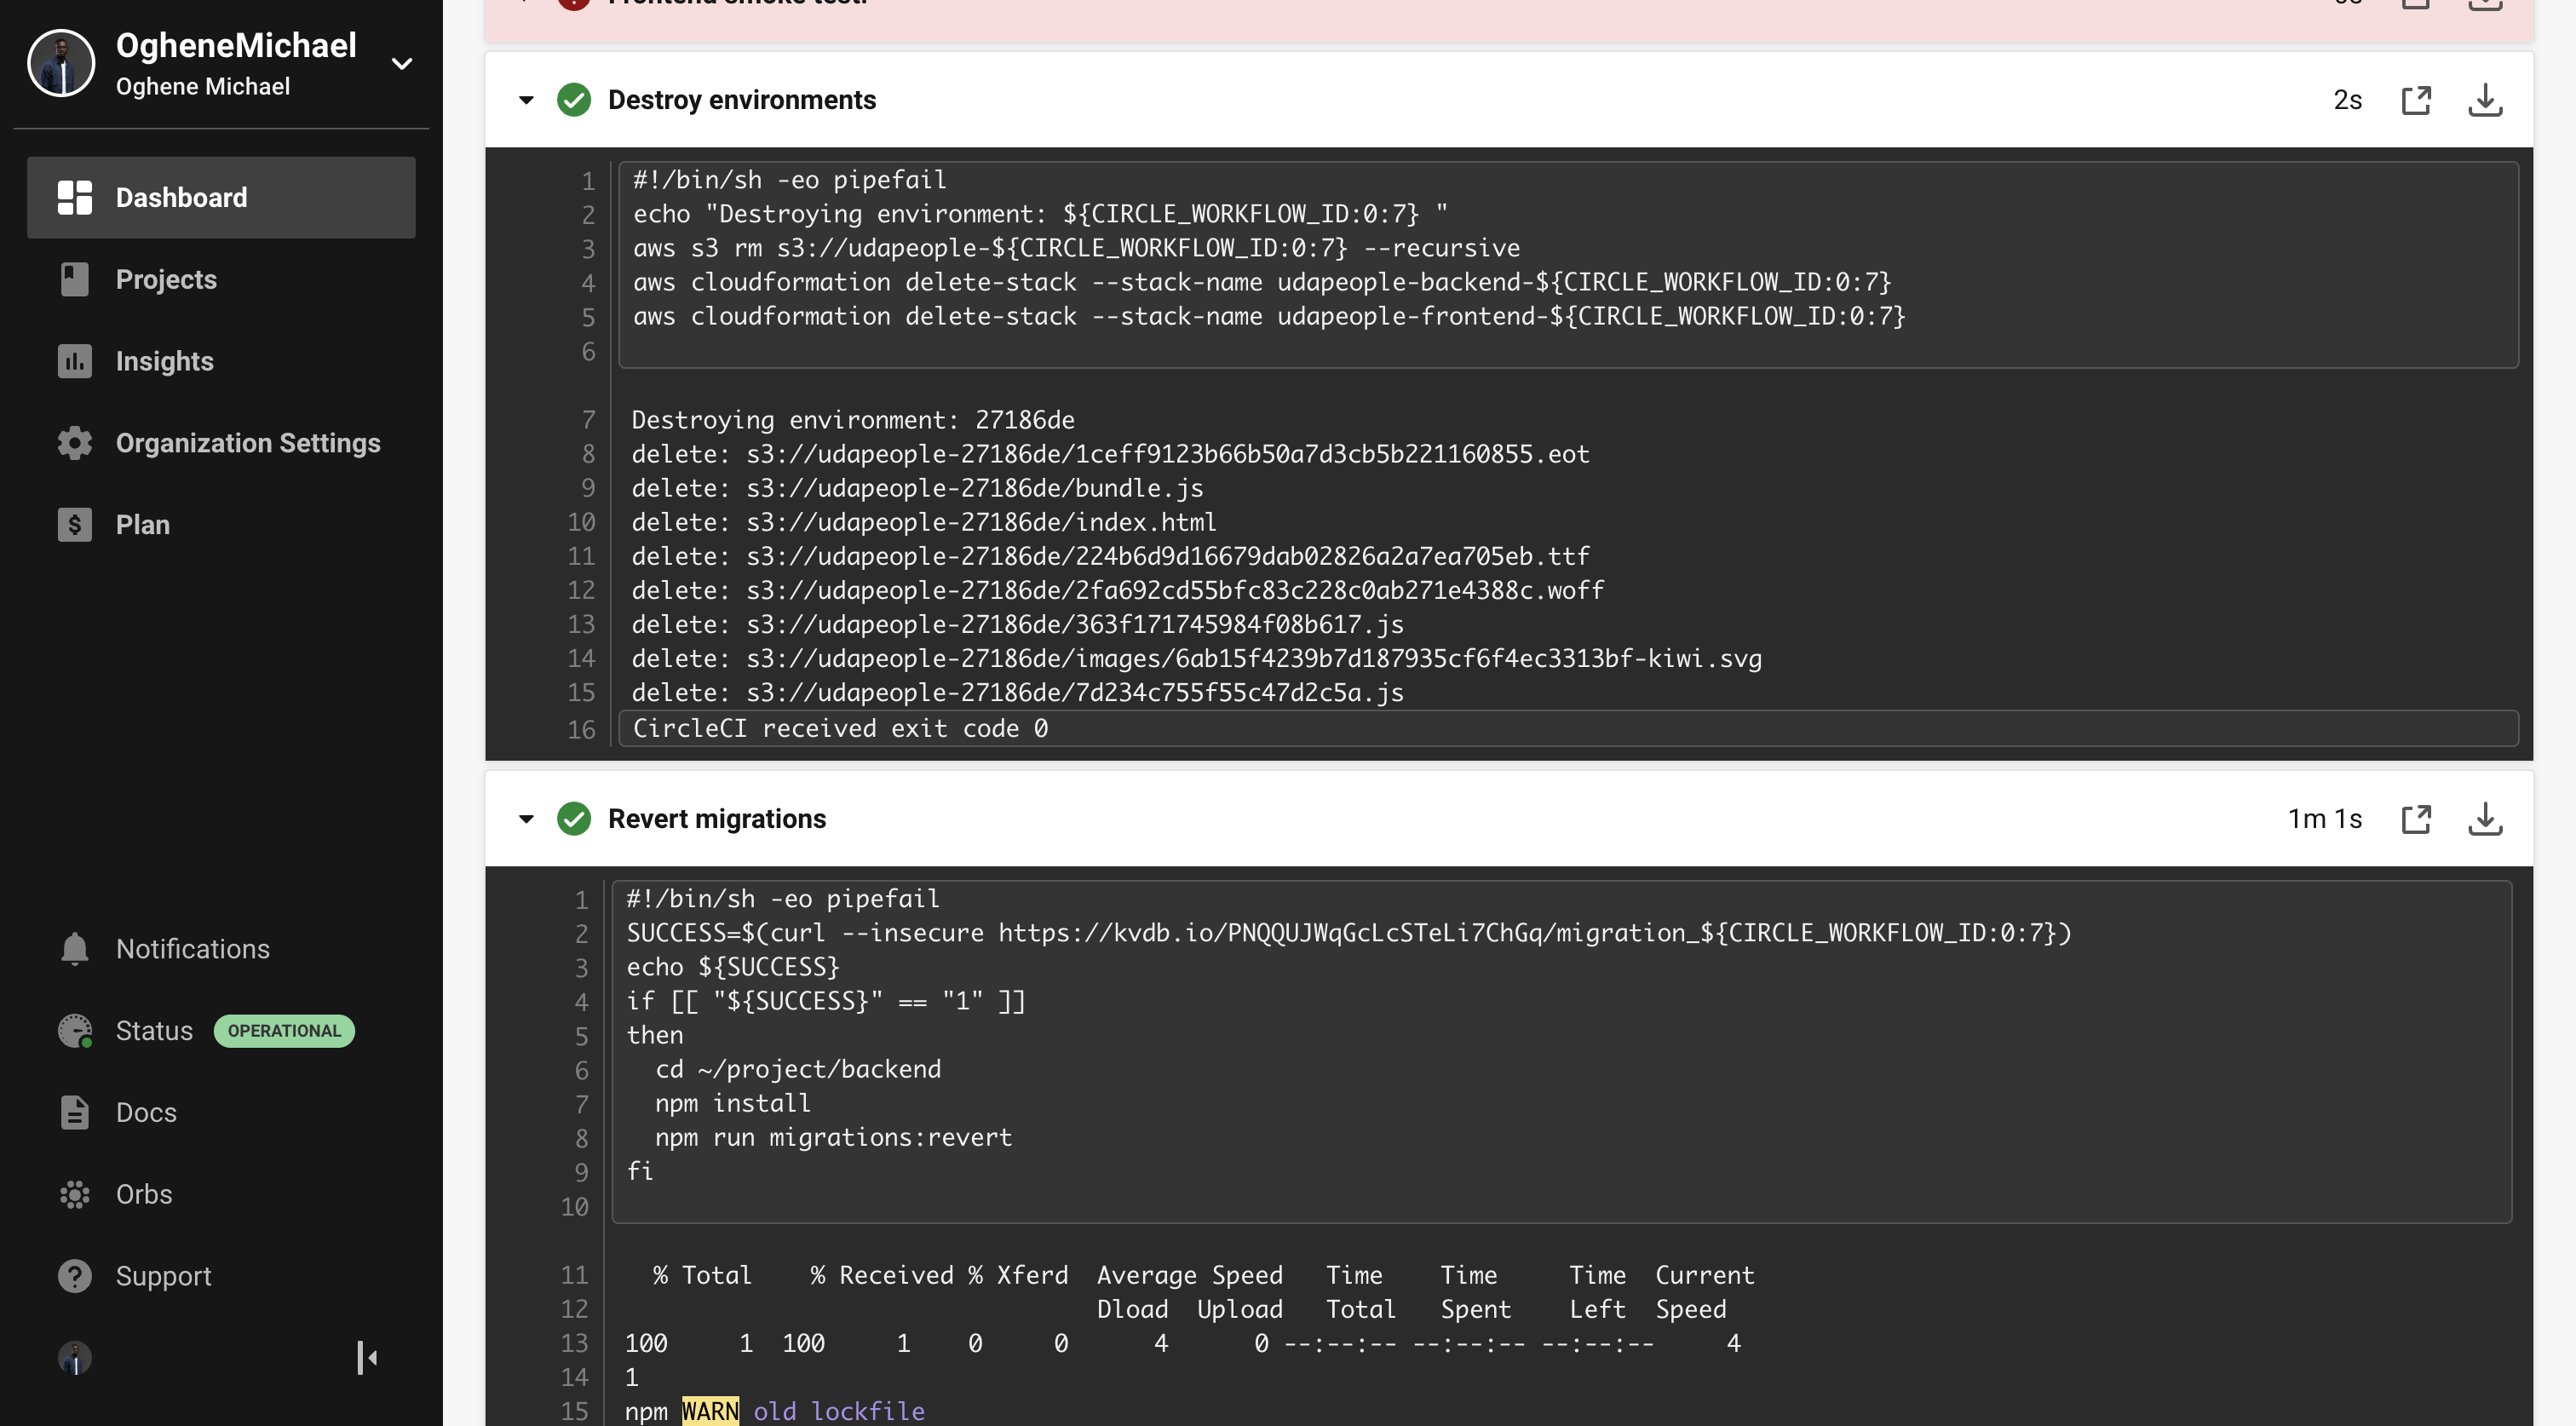 OgheneMichael
Oghene Michael
Dashboard
Projects
Insights
Organization Settings
$ Plan
Notifications
Status OPERATIONAL
Docs
Orbs
? Support
Frontend smoke test.
Destroy environments 2s
1 #!/bin/sh -eo pipefail
2 echo "Destroying environment: ${CIRCLE_WORKFLOW_ID:0:7} "
3 aws s3 rm s3://udapeople-${CIRCLE_WORKFLOW_ID:0:7} --recursive
4 aws cloudformation delete-stack --stack-name udapeople-backend-${CIRCLE_WORKFLOW_ID:0:7}
5 aws cloudformation delete-stack --stack-name udapeople-frontend-${CIRCLE_WORKFLOW_ID:0:7}
6
7 Destroying environment: 27186de
8 delete: s3://udapeople-27186de/1ceff9123b66b50a7d3cb5b221160855.eot
9 delete: s3://udapeople-27186de/bundle.js
10 delete: s3://udapeople-27186de/index.html
11 delete: s3://udapeople-27186de/224b6d9d16679dab02826a2a7ea705eb.ttf
12 delete: s3://udapeople-27186de/2fa692cd55bfc83c228c0ab271e4388c.woff
13 delete: s3://udapeople-27186de/363f171745984f08b617.js
14 delete: s3://udapeople-27186de/images/6ab15f4239b7d187935cf6f4ec3313bf-kiwi.svg
15 delete: s3://udapeople-27186de/7d234c755f55c47d2c5a.js
16 CircleCI received exit code 0
Revert migrations 1m 1s
1 #!/bin/sh -eo pipefail
2 SUCCESS=$(curl --insecure https://kvdb.io/PNQQUJWqGcLcSTeLi7ChGq/migration_${CIRCLE_WORKFLOW_ID:0:7})
3 echo ${SUCCESS}
4 if [[ "${SUCCESS}" == "1" ]]
5 then
6 cd ~/project/backend
7 npm install
8 npm run migrations:revert
9 fi
10
11 % Total % Received % Xferd Average Speed Time Time Time Current
12 Dload Upload Total Spent Left Speed
13 100 1 100 1 0 0 4 0 --:--:-- --:--:-- --:--:-- 4
14 1
15 npm WARN old lockfile